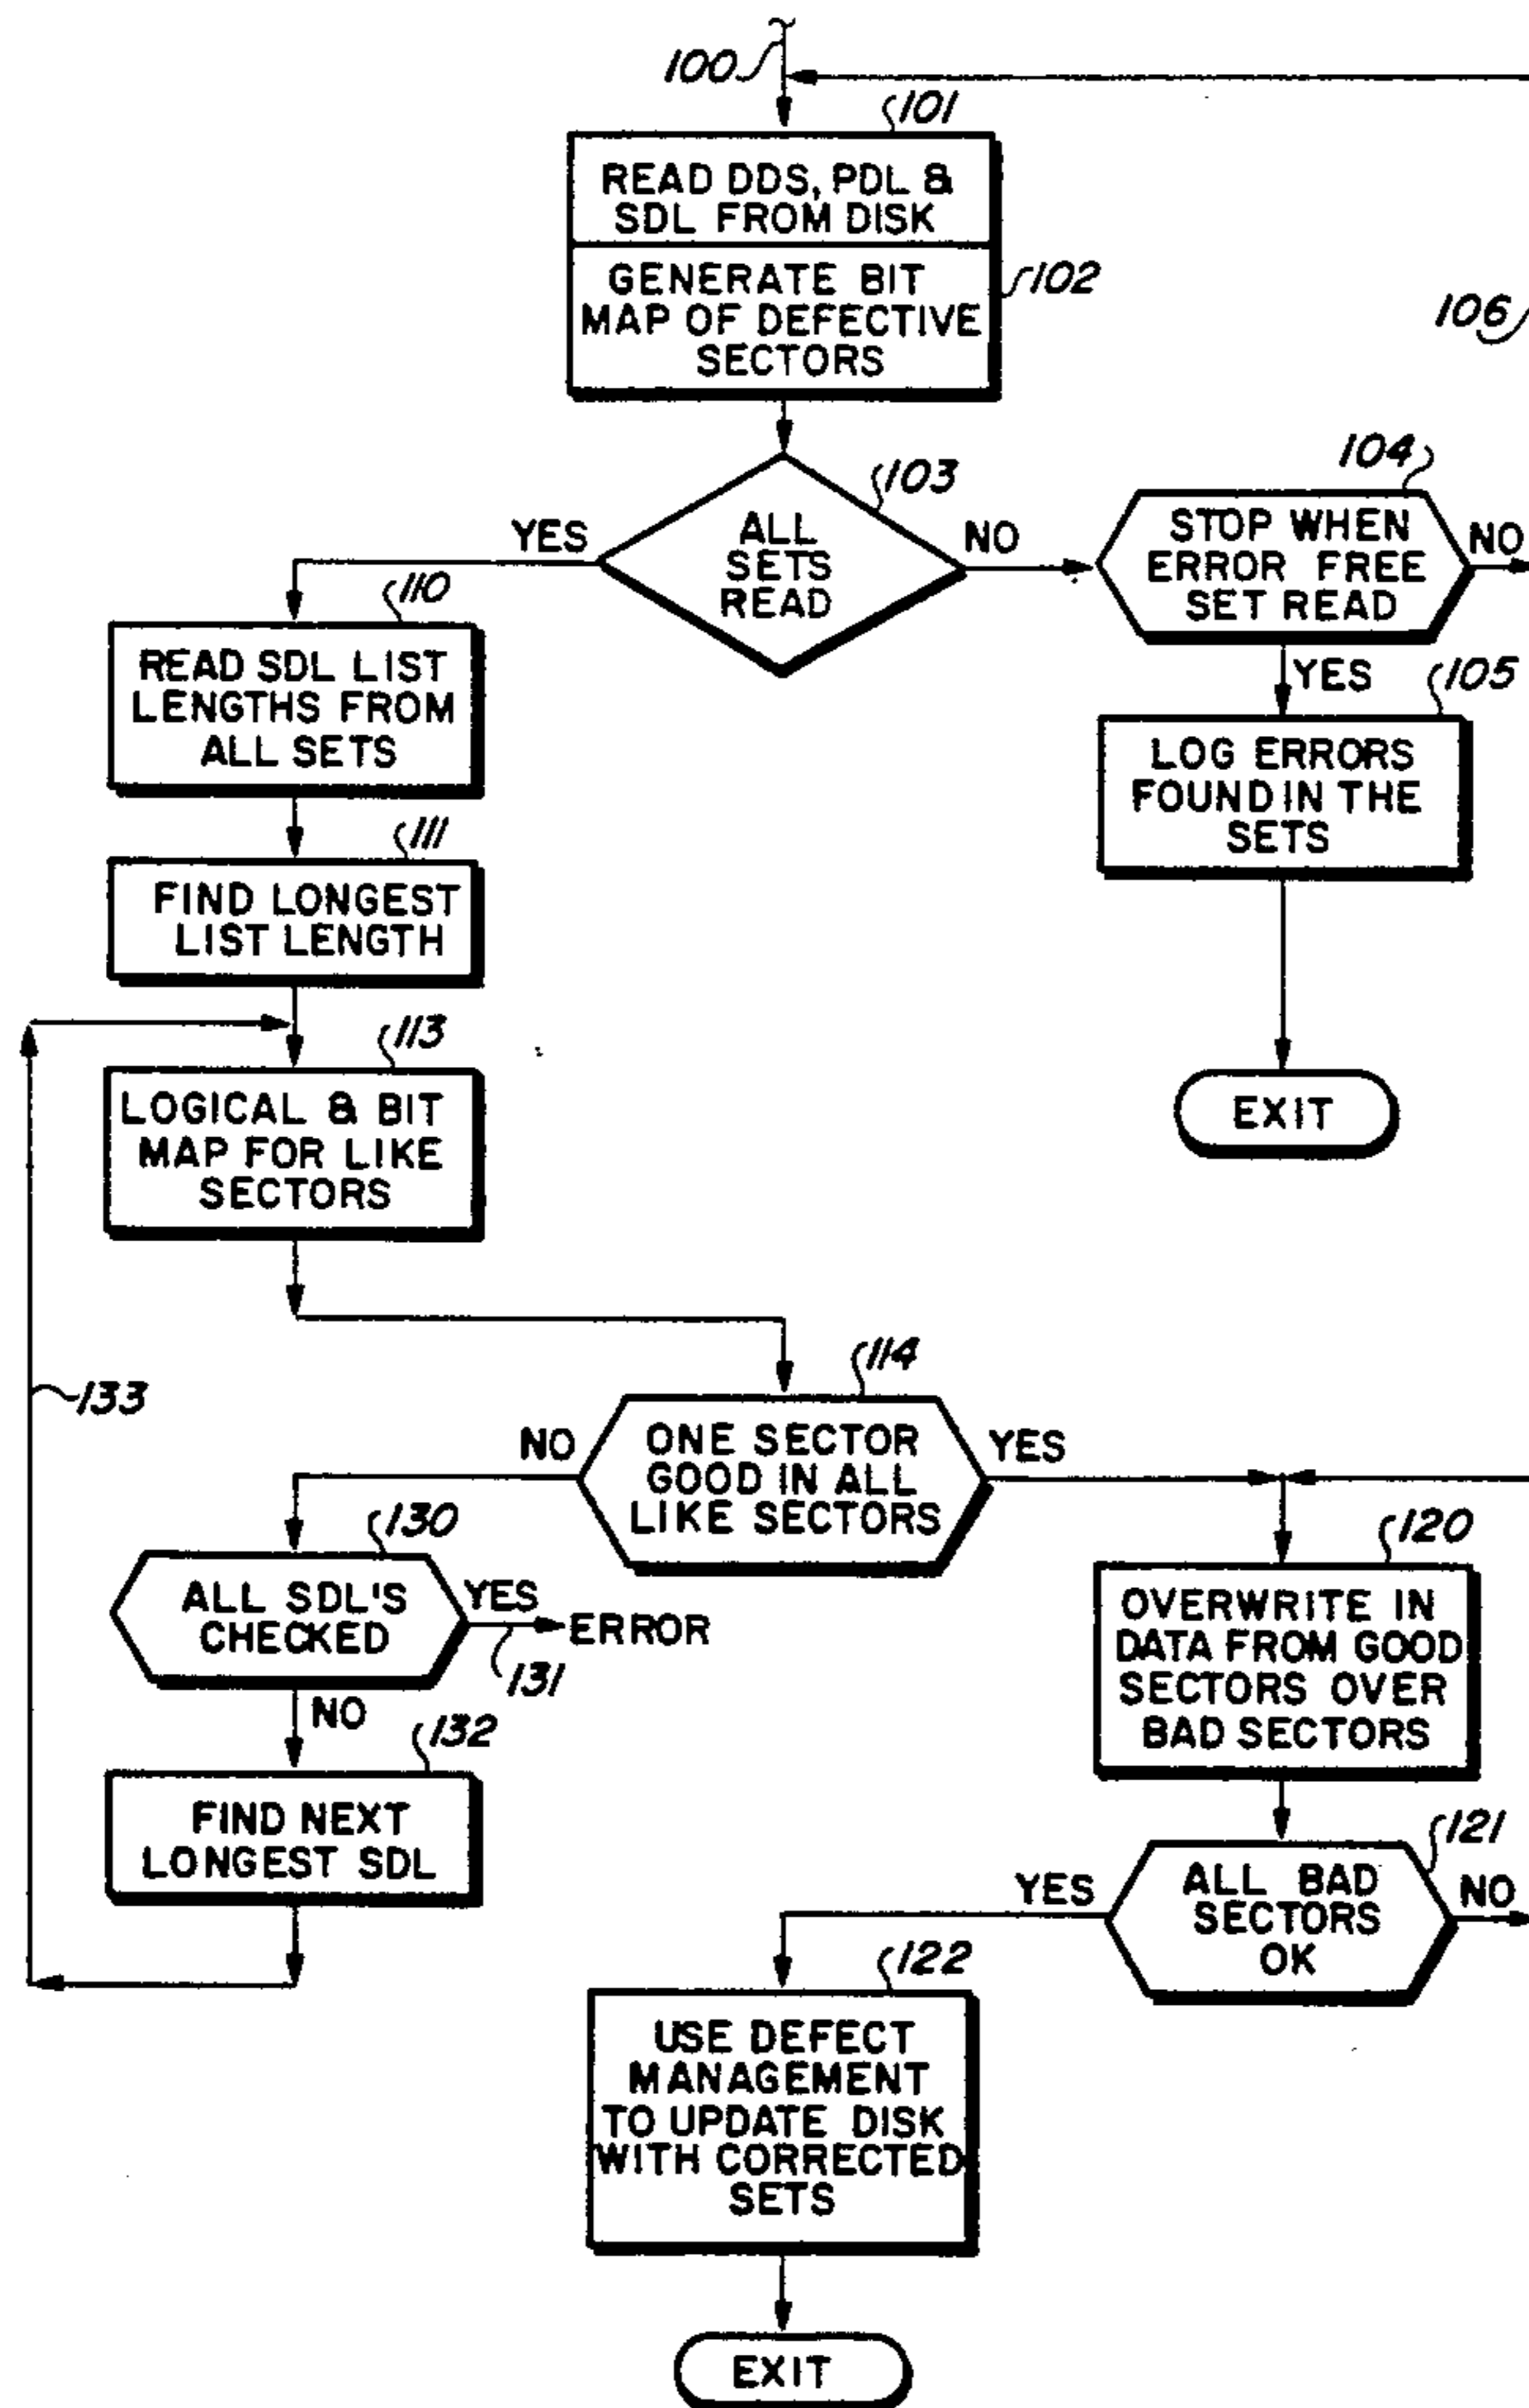 100
101
READ DDS, PDL &
SDL FROM DISK
102
GENERATE BIT
MAP OF DEFECTIVE
SECTORS
106
103
ALL
SETS
READ
YES
NO
104
STOP WHEN
ERROR FREE
SET READ
NO
YES
105
LOG ERRORS
FOUND IN THE
SETS
EXIT
110
READ SDL LIST
LENGTHS FROM
ALL SETS
111
FIND LONGEST
LIST LENGTH
113
LOGICAL & BIT
MAP FOR LIKE
SECTORS
133
114
ONE SECTOR
GOOD IN ALL
LIKE SECTORS
NO
YES
130
ALL SDL'S
CHECKED
YES
131
ERROR
NO
132
FIND NEXT
LONGEST SDL
120
OVERWRITE IN
DATA FROM GOOD
SECTORS OVER
BAD SECTORS
121
ALL BAD
SECTORS
OK
YES
NO
122
USE DEFECT
MANAGEMENT
TO UPDATE DISK
WITH CORRECTED
SETS
EXIT